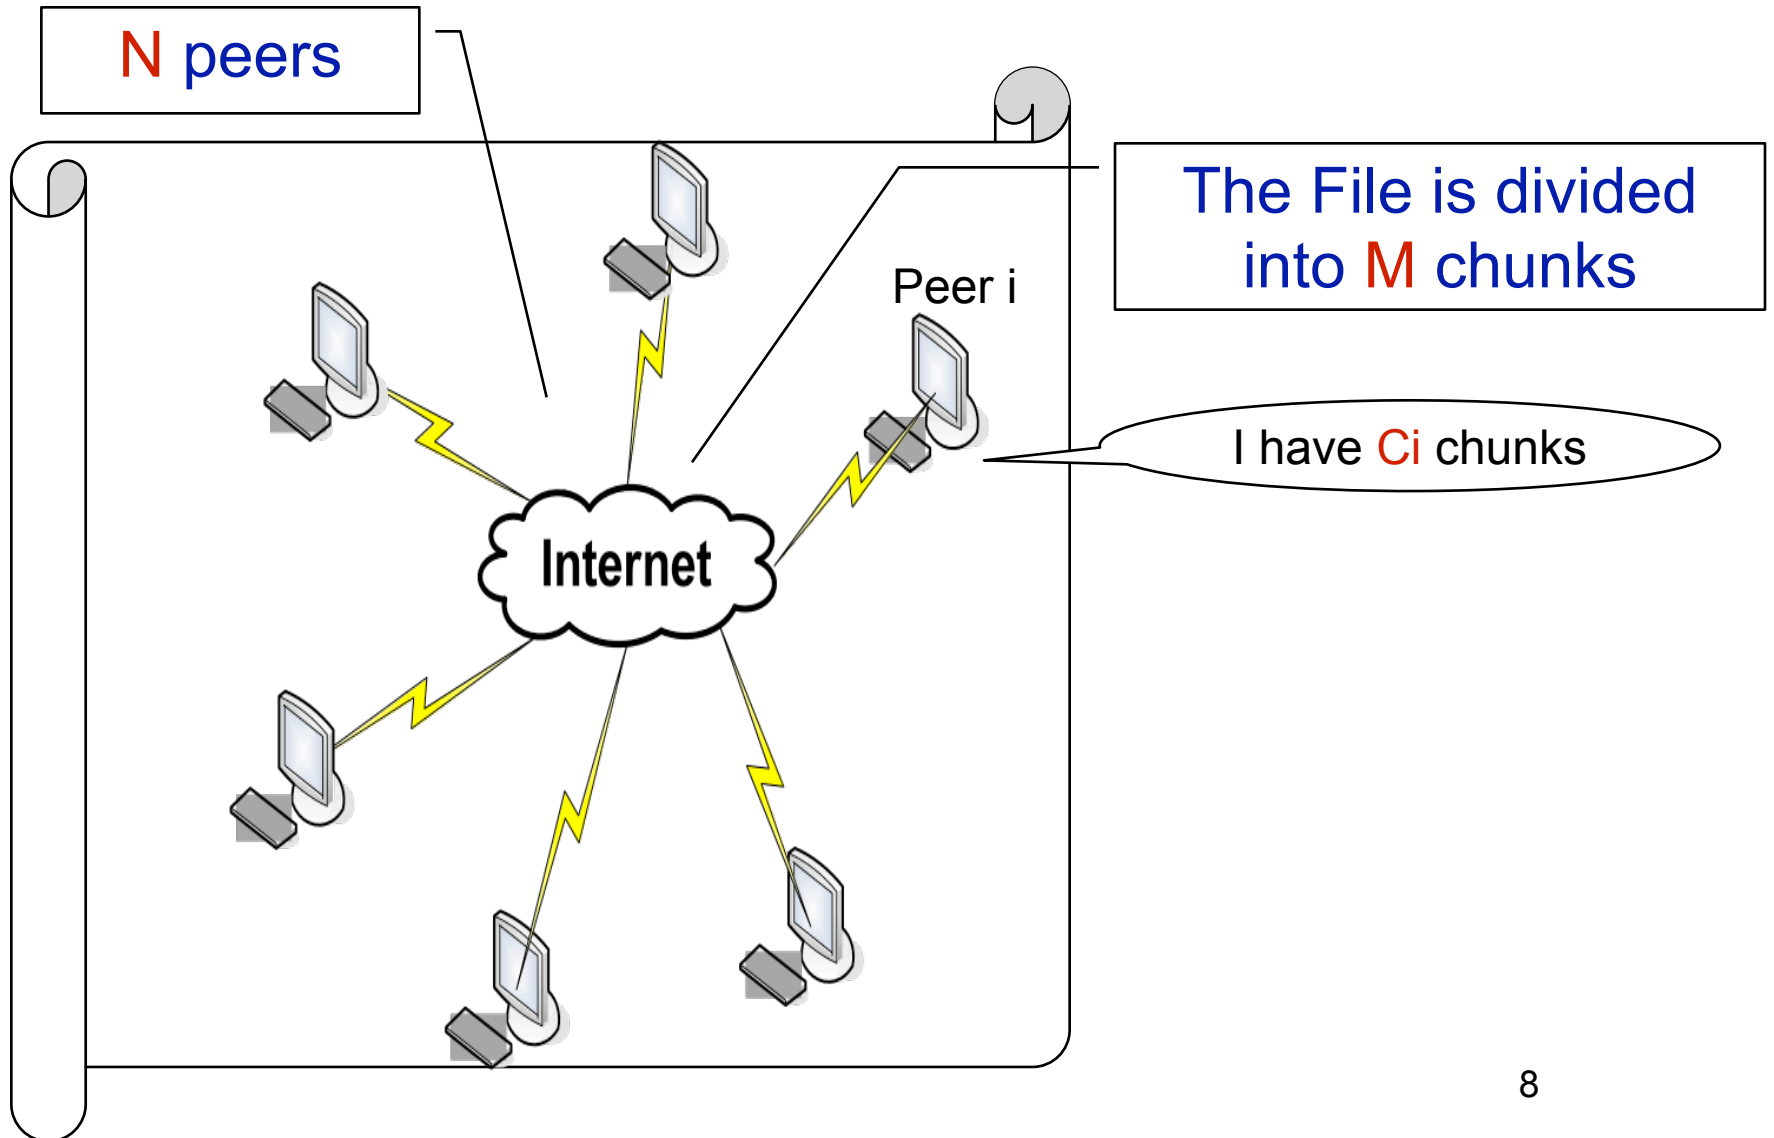 N peers
The File is divided
into M chunks
Peer i
I have Ci chunks
Internet
8